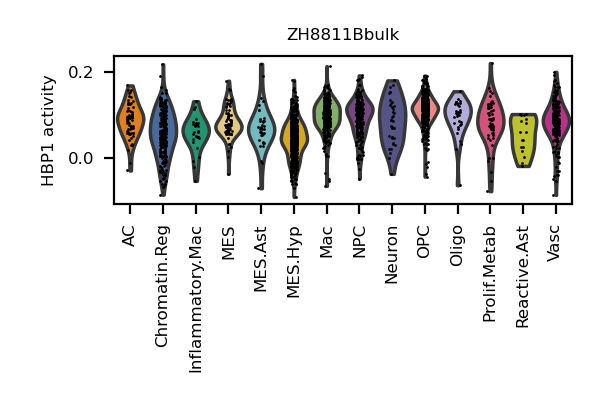 ZH8811Bbulk
HBP1 activity
0.2
0.0
AC
Chromatin.Reg
Inflammatory.Mac
MES
MES.Ast
MES.Hyp
Mac
NPC
Neuron
OPC
Oligo
Prolif.Metab
Reactive.Ast
Vasc